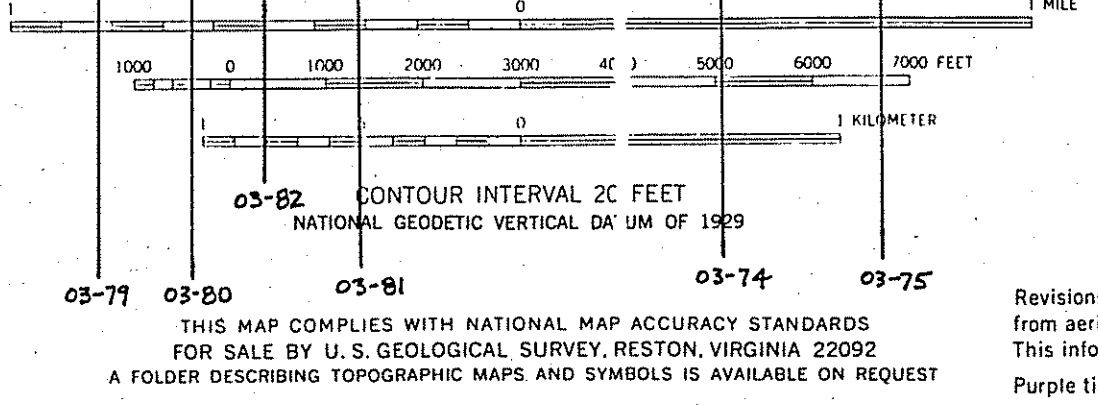 1 0 1 MILE
1000 0 1000 2000 3000 5000 6000 7000 FEET
1 0 1 KILOMETER
03-82 CONTOUR INTERVAL 20 FEET
NATIONAL GEODETIC VERTICAL DATUM OF 1929
03-79 03-80 03-81 03-74 03-75
THIS MAP COMPLIES WITH NATIONAL MAP ACCURACY STANDARDS
FOR SALE BY U. S. GEOLOGICAL SURVEY, RESTON, VIRGINIA 22092
A FOLDER DESCRIBING TOPOGRAPHIC MAPS AND SYMBOLS IS AVAILABLE ON REQUEST
Revisions
from aeri
This info
Purple ti